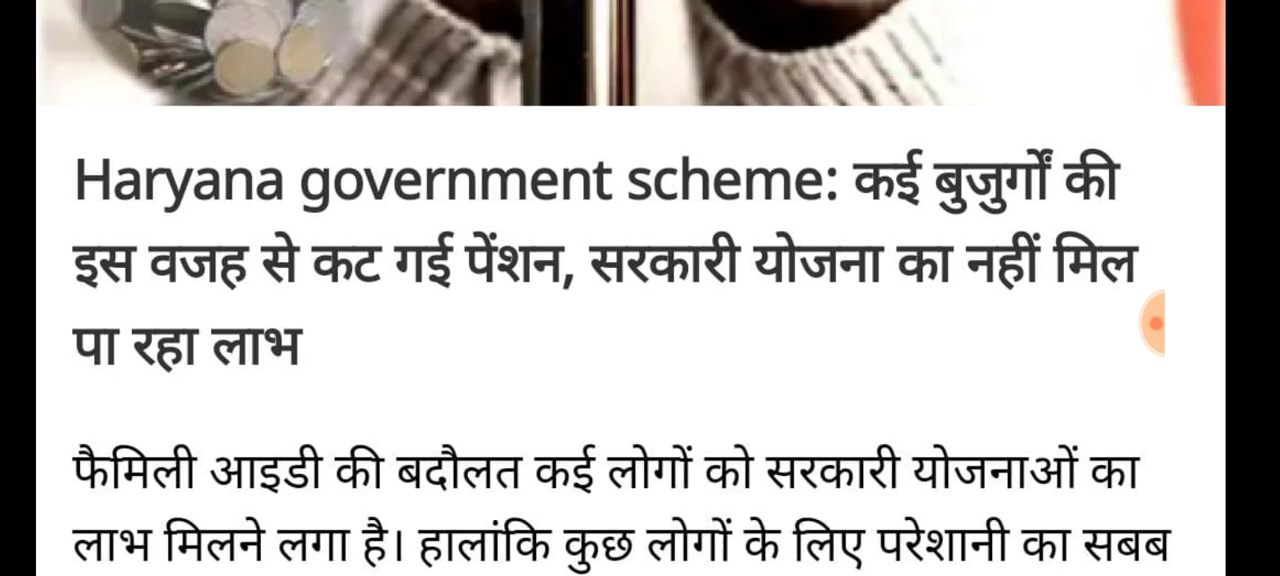 Haryana government scheme: कई बुजुर्गों की
इस वजह से कट गई पेंशन, सरकारी योजना का नहीं मिल
पा रहा लाभ
फैमिली आइडी की बदौलत कई लोगों को सरकारी योजनाओं का
लाभ मिलने लगा है। हालांकि कुछ लोगों के लिए परेशानी का सबब